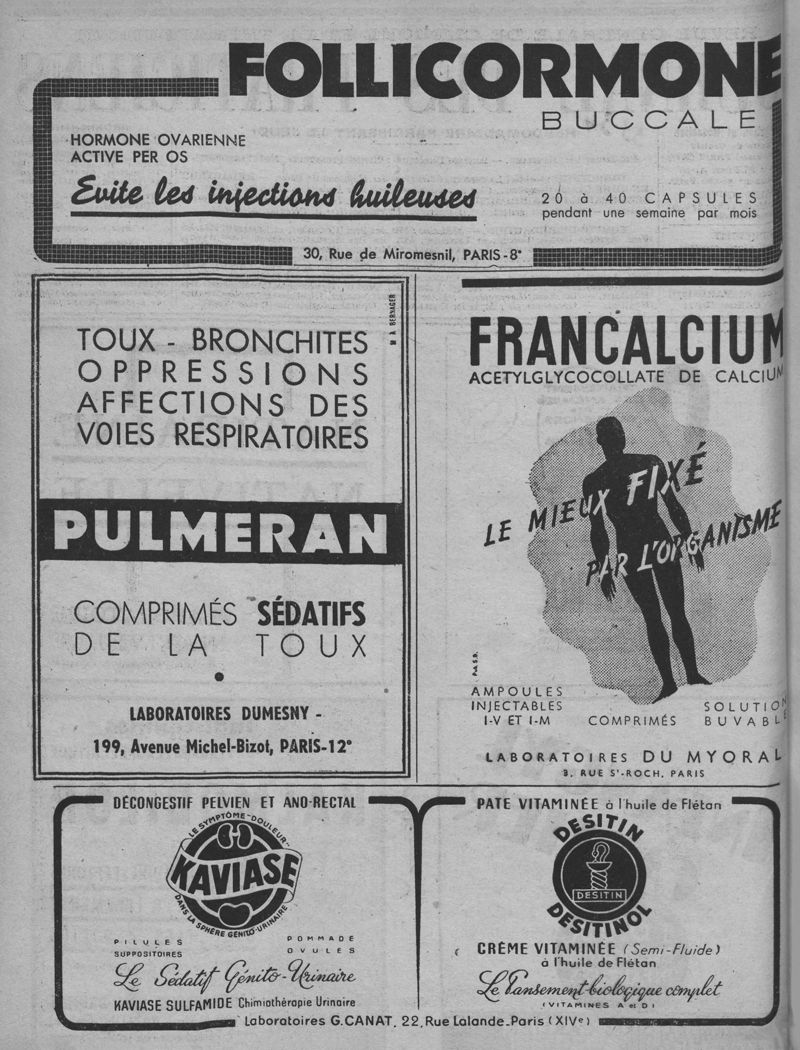 FOLLICORMONE
BUCCALE
HORMONE OVARIENNE
ACTIVE PER OS
Evite les injections huileuses
20 à 40 CAPSULES
pendant une semaine par mois
30, Rue de Miromesnil, PARIS-8e
M A BERNAGER
TOUX - BRONCHITES
OPPRESSIONS
AFFECTIONS DES
VOIES RESPIRATOIRES
PULMERAN
COMPRIMÉS SÉDATIFS
DE LA TOUX
LABORATOIRES DUMESNY -
199, Avenue Michel-Bizot, PARIS-12e
FRANCALCIUM
ACETYLGLYCOCOLLATE DE CALCIUM
LE MIEUX FIXÉ
PAR L'ORGANISME
AMPOULES
INJECTABLES
I-V ET I-M
COMPRIMÉS
SOLUTION
BUVABLE
LABORATOIRES DU MYORAL
3, RUE St-ROCH, PARIS
DÉCONGESTIF PELVIEN ET ANO-RECTAL
LE SYMPTÔME-DOULEUR
KAVIASE
DANS LA SPHÈRE GÉNITO-URINAIRE
PILULES
SUPPOSITOIRES
POMMADE
OVULES
Le Sédatif Génito-Urinaire
KAVIASE SULFAMIDE Chimiothérapie Urinaire
PATE VITAMINÉE à l'huile de Flétan
DESITIN
DESITIN
DESITINOL
CRÈME VITAMINÉE (Semi-Fluide)
à l'huile de Flétan
Le Pansement biologique complet
(VITAMINES A et D)
Laboratoires G.CANAT, 22, Rue Lalande-Paris (XIVe)